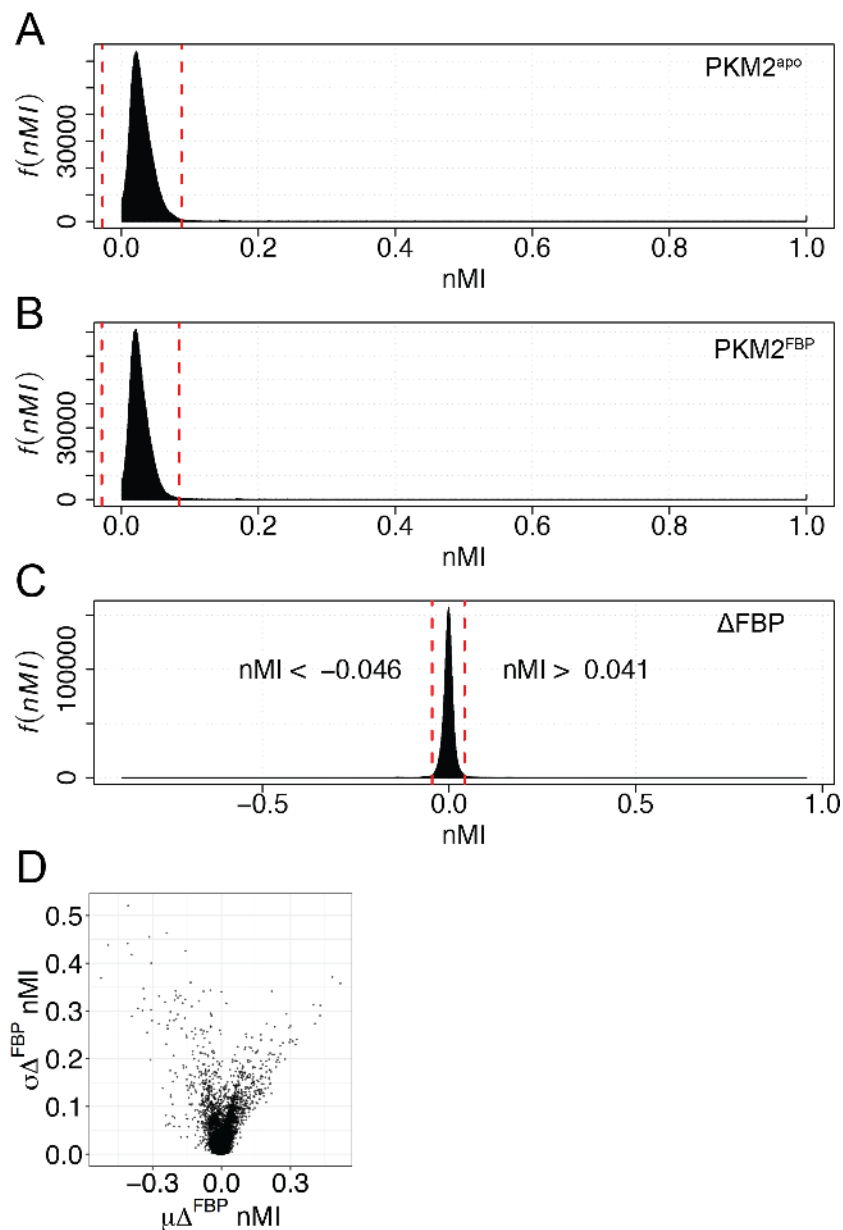 A
PKM2apo
f(nMI)
30000
0
0.0 0.2 0.4 0.6 0.8 1.0
nMI
B
PKM2FBP
f(nMI)
30000
0
0.0 0.2 0.4 0.6 0.8 1.0
nMI
C
ΔFBP
nMI < −0.046 nMI > 0.041
f(nMI)
100000
0
−0.5 0.0 0.5 1.0
nMI
D
σΔFBP nMI
0.5
0.4
0.3
0.2
0.1
0.0
−0.3 0.0 0.3
μΔFBP nMI